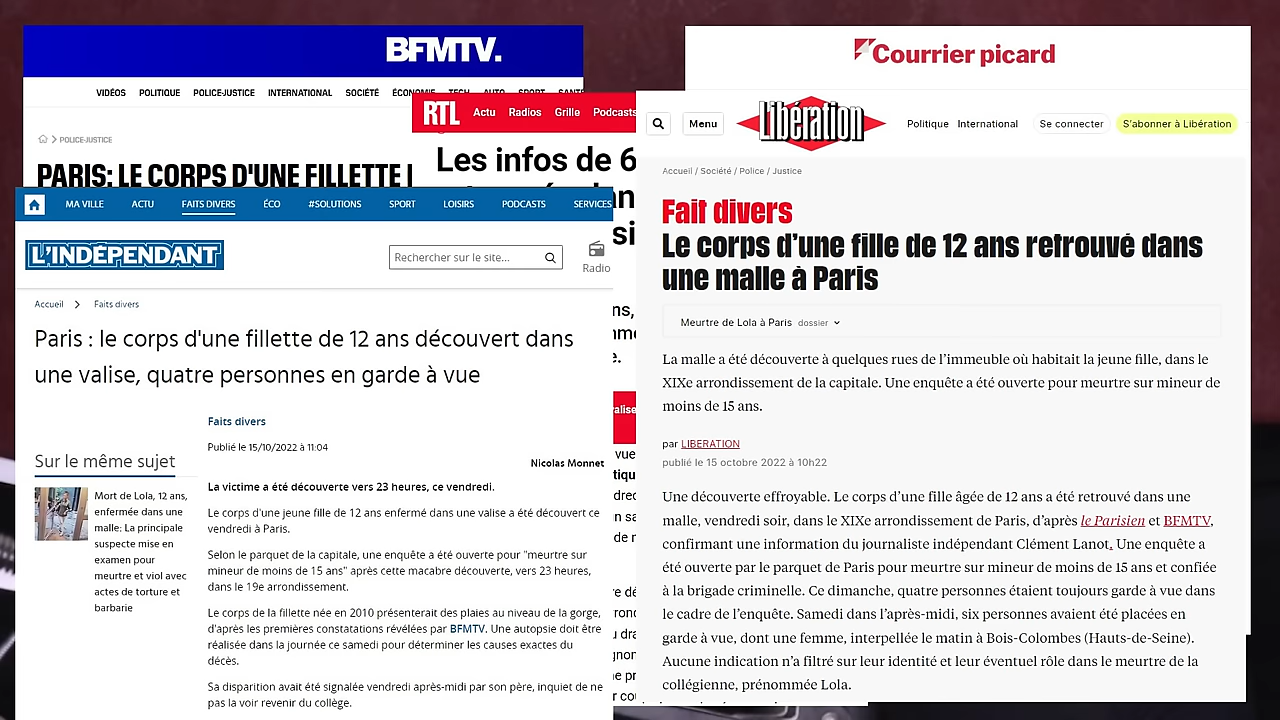 BFMTV.
VIDÉOS POLITIQUE POLICE-JUSTICE INTERNATIONAL SOCIÉTÉ ÉCONOMIE TECH AUTO SPORT SANTÉ
POLICE-JUSTICE
PARIS: LE CORPS D'UNE FILLETTE
RTL Actu Radios Grille Podcasts
Les infos de 6
MA VILLE ACTU FAITS DIVERS ÉCO #SOLUTIONS SPORT LOISIRS PODCASTS SERVICES
L'INDÉPENDANT
Rechercher sur le site...
Radio
Accueil Faits divers
Paris : le corps d'une fillette de 12 ans découvert dans
une valise, quatre personnes en garde à vue
Faits divers
Publié le 15/10/2022 à 11:04
Nicolas Monnet
Sur le même sujet
Mort de Lola, 12 ans,
enfermée dans une
malle: La principale
suspecte mise en
examen pour
meurtre et viol avec
actes de torture et
barbarie
La victime a été découverte vers 23 heures, ce vendredi.
Le corps d'une jeune fille de 12 ans enfermé dans une valise a été découvert ce
vendredi à Paris.
Selon le parquet de la capitale, une enquête a été ouverte pour "meurtre sur
mineur de moins de 15 ans" après cette macabre découverte, vers 23 heures,
dans le 19e arrondissement.
Le corps de la fillette née en 2010 présenterait des plaies au niveau de la gorge,
d'après les premières constatations révélées par BFMTV. Une autopsie doit être
réalisée dans la journée ce samedi pour déterminer les causes exactes du
décès.
Sa disparition avait été signalée vendredi après-midi par son père, inquiet de ne
pas la voir revenir du collège.
Courrier picard
Menu Libération Politique International Se connecter S'abonner à Libération
Accueil / Société / Police / Justice
Fait divers
Le corps d'une fille de 12 ans retrouvé dans
une malle à Paris
Meurtre de Lola à Paris dossier
La malle a été découverte à quelques rues de l'immeuble où habitait la jeune fille, dans le
XIXe arrondissement de la capitale. Une enquête a été ouverte pour meurtre sur mineur de
moins de 15 ans.
par LIBERATION
publié le 15 octobre 2022 à 10h22
Une découverte effroyable. Le corps d'une fille âgée de 12 ans a été retrouvé dans une
malle, vendredi soir, dans le XIXe arrondissement de Paris, d'après le Parisien et BFMTV,
confirmant une information du journaliste indépendant Clément Lanot. Une enquête a
été ouverte par le parquet de Paris pour meurtre sur mineur de moins de 15 ans et confiée
à la brigade criminelle. Ce dimanche, quatre personnes étaient toujours garde à vue dans
le cadre de l'enquête. Samedi dans l'après-midi, six personnes avaient été placées en
garde à vue, dont une femme, interpellée le matin à Bois-Colombes (Hauts-de-Seine).
Aucune indication n'a filtré sur leur identité et leur éventuel rôle dans le meurtre de la
collégienne, prénommée Lola.